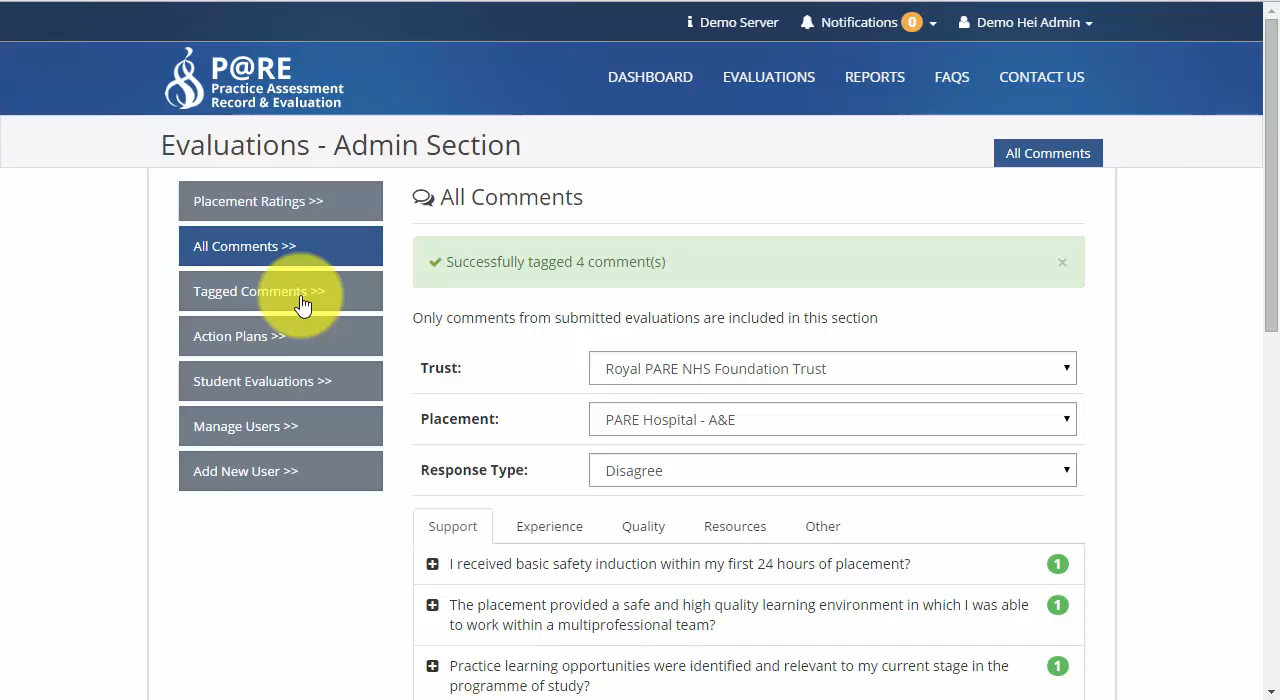 Demo Server
Notifications 0
Demo Hei Admin
P@RE
Practice Assessment
Record & Evaluation
DASHBOARD
EVALUATIONS
REPORTS
FAQS
CONTACT US
Evaluations - Admin Section
All Comments
Placement Ratings >>
All Comments >>
Tagged Comments >>
Action Plans >>
Student Evaluations >>
Manage Users >>
Add New User >>
All Comments
Successfully tagged 4 comment(s)
×
Only comments from submitted evaluations are included in this section
Trust: Royal PARE NHS Foundation Trust
Placement: PARE Hospital - A&E
Response Type: Disagree
Support Experience Quality Resources Other
I received basic safety induction within my first 24 hours of placement? 1
The placement provided a safe and high quality learning environment in which I was able 1
to work within a multiprofessional team?
Practice learning opportunities were identified and relevant to my current stage in the 1
programme of study?